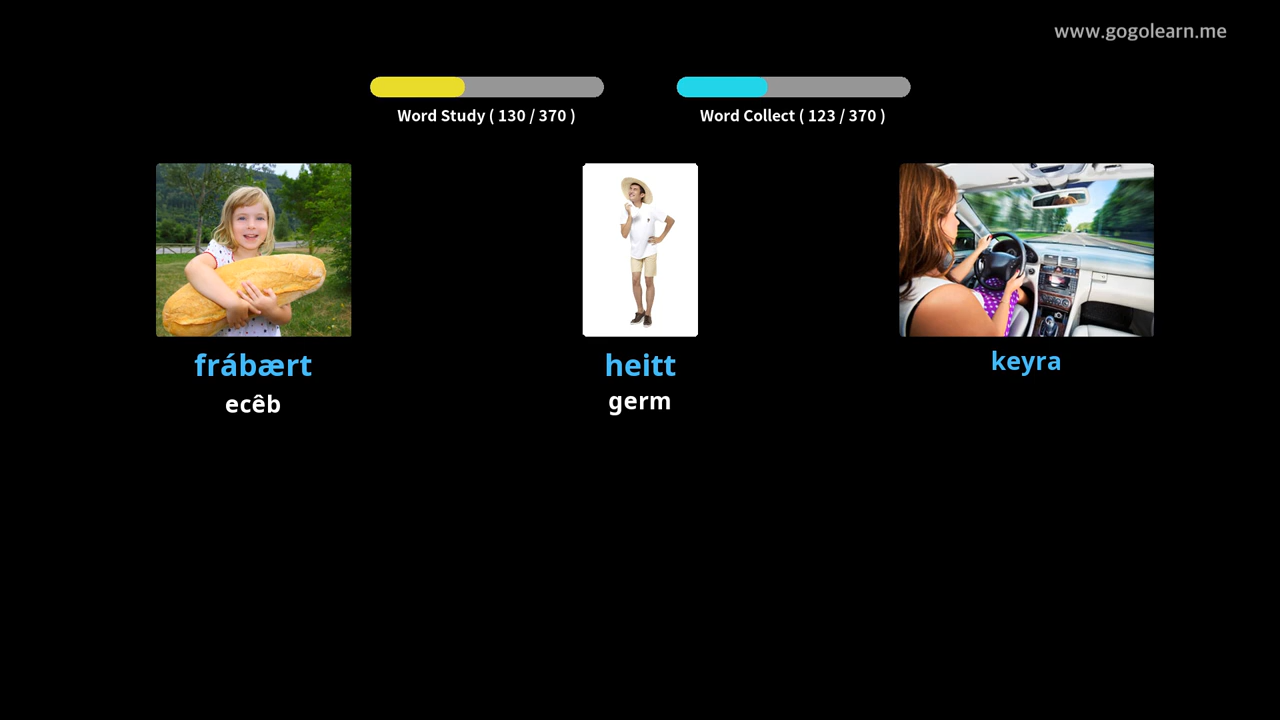 www.gogolearn.me
Word Study ( 130 / 370 )
Word Collect ( 123 / 370 )
frábært
heitt
keyra
ecêb
germ